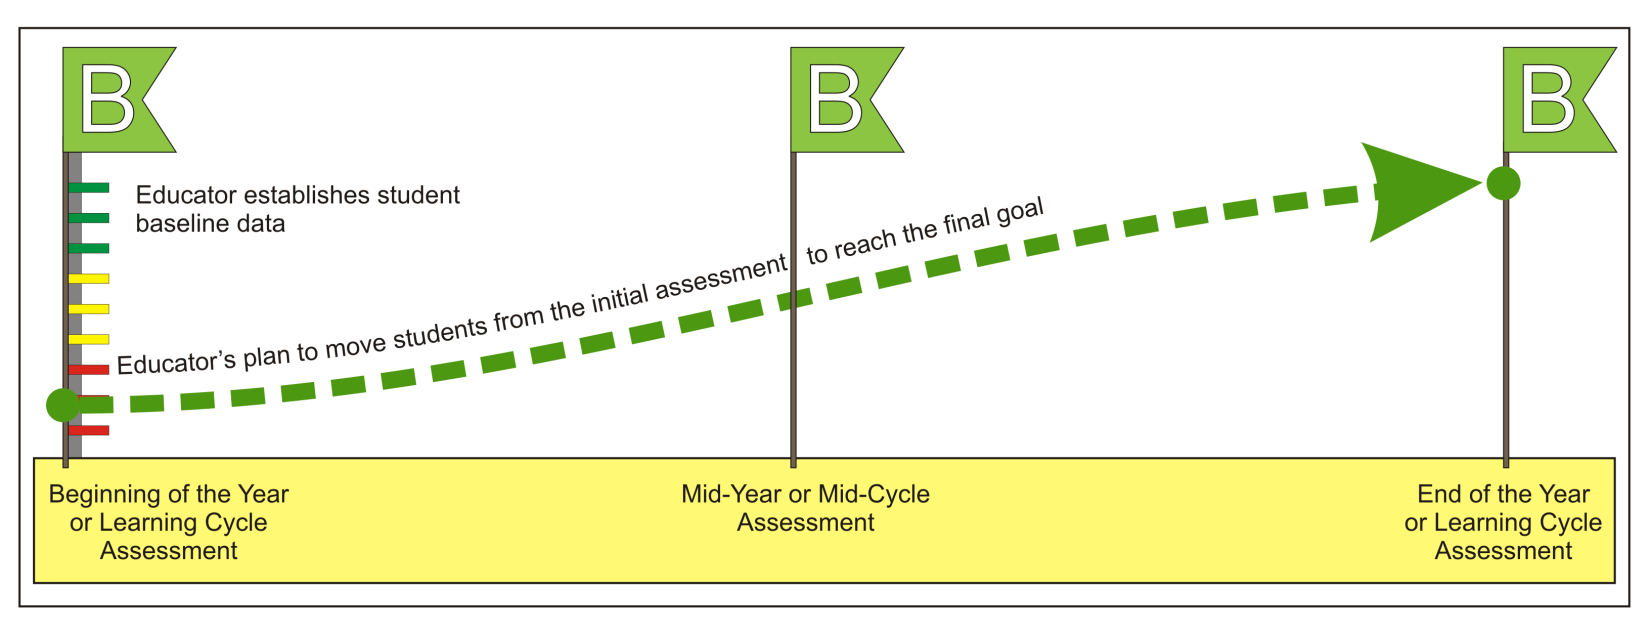 B
B
B
Educator establishes student
baseline data
Educator’s plan to move students from the initial assessment to reach the final goal
Beginning of the Year
or Learning Cycle
Assessment
Mid-Year or Mid-Cycle
Assessment
End of the Year
or Learning Cycle
Assessment